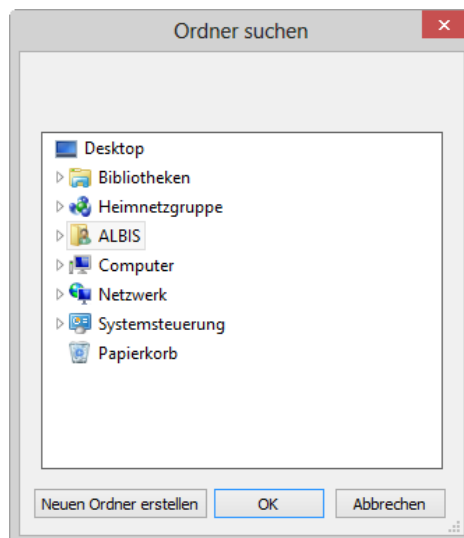 Ordner suchen
Desktop
Bibliotheken
Heimnetzgruppe
ALBIS
Computer
Netzwerk
Systemsteuerung
Papierkorb
Neuen Ordner erstellen OK Abbrechen